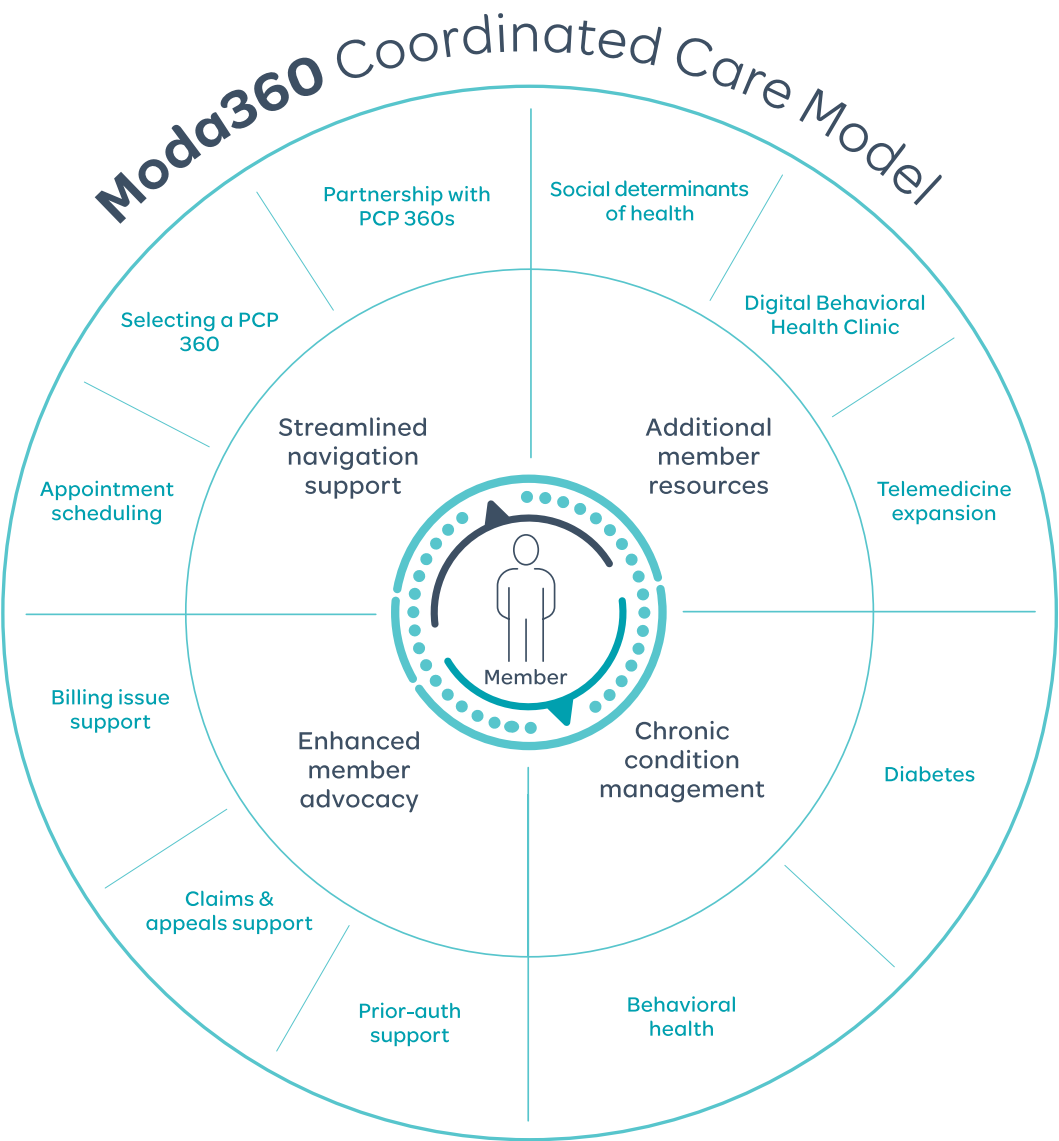 Moda360 Coordinated Care Model
Partnership with
PCP 360s
Social determinants
of health
Selecting a PCP
360
Digital Behavioral
Health Clinic
Streamlined
navigation
support
Additional
member
resources
Appointment
scheduling
Telemedicine
expansion
Member
Billing issue
support
Enhanced
member
advocacy
Chronic
condition
management
Diabetes
Claims &
appeals support
Prior-auth
support
Behavioral
health